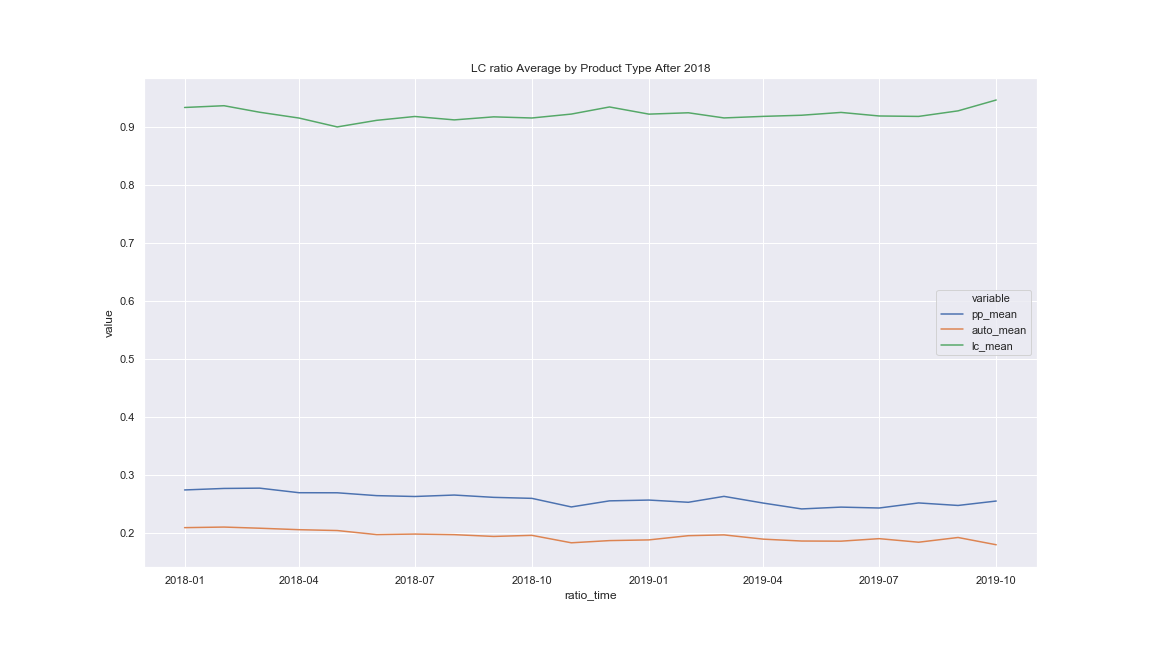 LC ratio Average by Product Type After 2018
value
0.9
0.8
0.7
0.6
0.5
0.4
0.3
0.2
variable
pp_mean
auto_mean
lc_mean
2018-01
2018-04
2018-07
2018-10
2019-01
2019-04
2019-07
2019-10
ratio_time